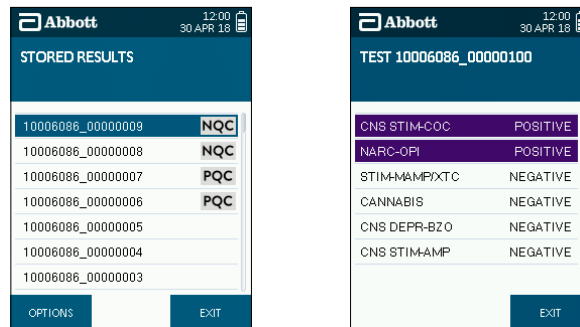 Abbott
12:00
30 APR 18
STORED RESULTS
10006086_00000009 NQC
10006086_00000008 NQC
10006086_00000007 PQC
10006086_00000006 PQC
10006086_00000005
10006086_00000004
10006086_00000003
OPTIONS EXIT
Abbott
12:00
30 APR 18
TEST 10006086_00000100
CNS STIM-COC POSITIVE
NARC-OPI POSITIVE
STIM-MAMP/XTC NEGATIVE
CANNABIS NEGATIVE
CNS DEPR-BZO NEGATIVE
CNS STIM-AMP NEGATIVE
EXIT